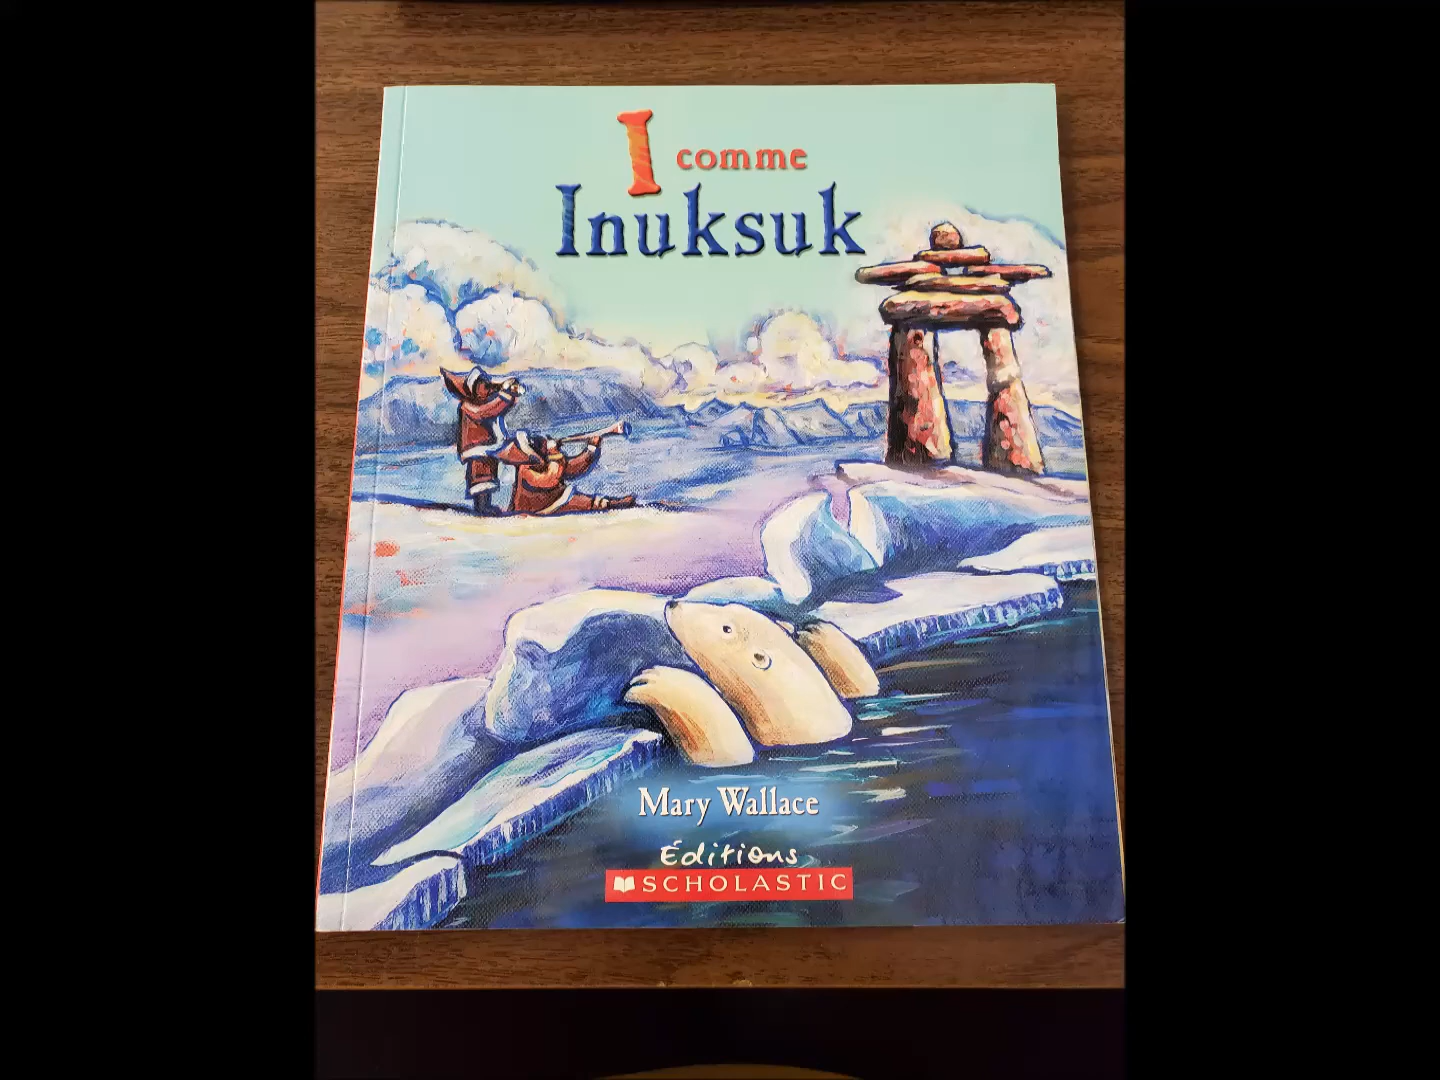 I comme
Inuksuk
Mary Wallace
Éditions
SCHOLASTIC